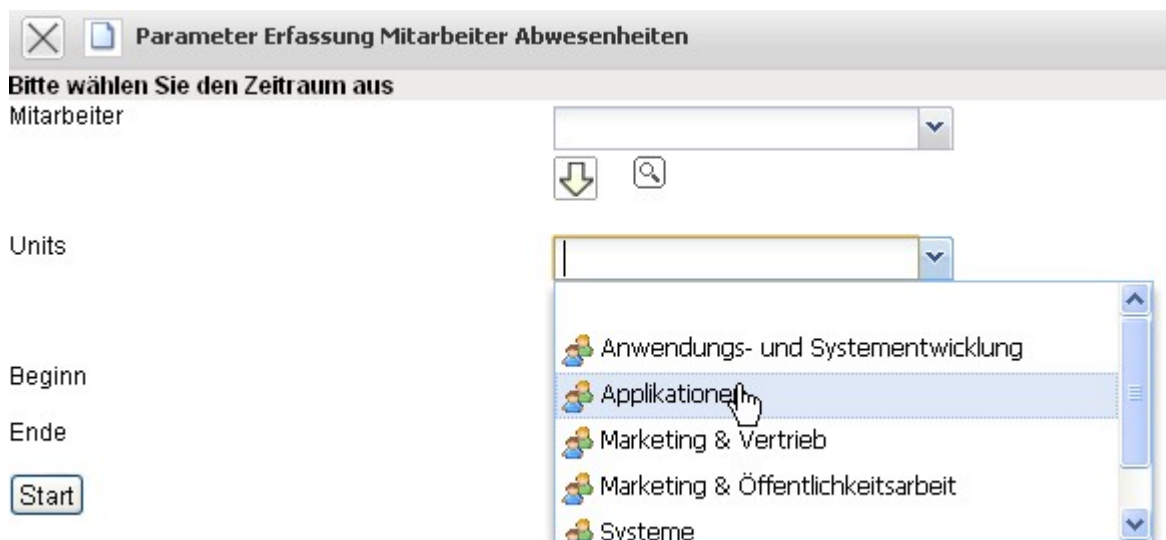 Parameter Erfassung Mitarbeiter Abwesenheiten
Bitte wählen Sie den Zeitraum aus
Mitarbeiter
Units
Anwendungs- und Systementwicklung
Beginn
Applikationen
Ende
Marketing & Vertrieb
Marketing & Öffentlichkeitsarbeit
Start
Systeme